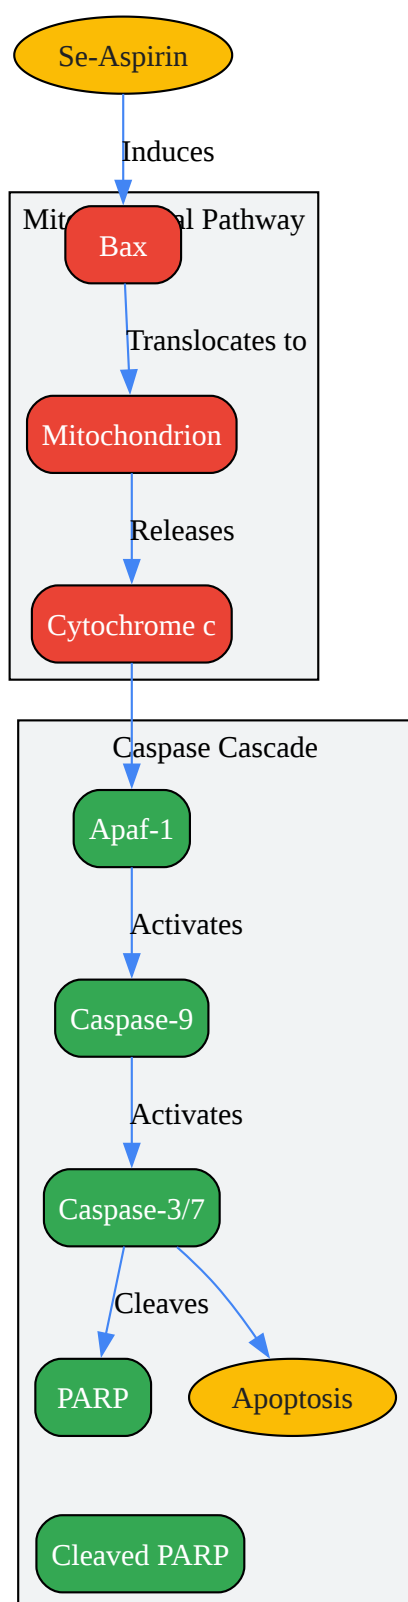 Se-Aspirin
Induces
Pathway
Bax
Translocates to
Mitochondrion
Releases
Cytochrome c
Caspase Cascade
Apaf-1
Activates
Caspase-9
Activates
Caspase-3/7
Cleaves
PARP
Apoptosis
Cleaved PARP